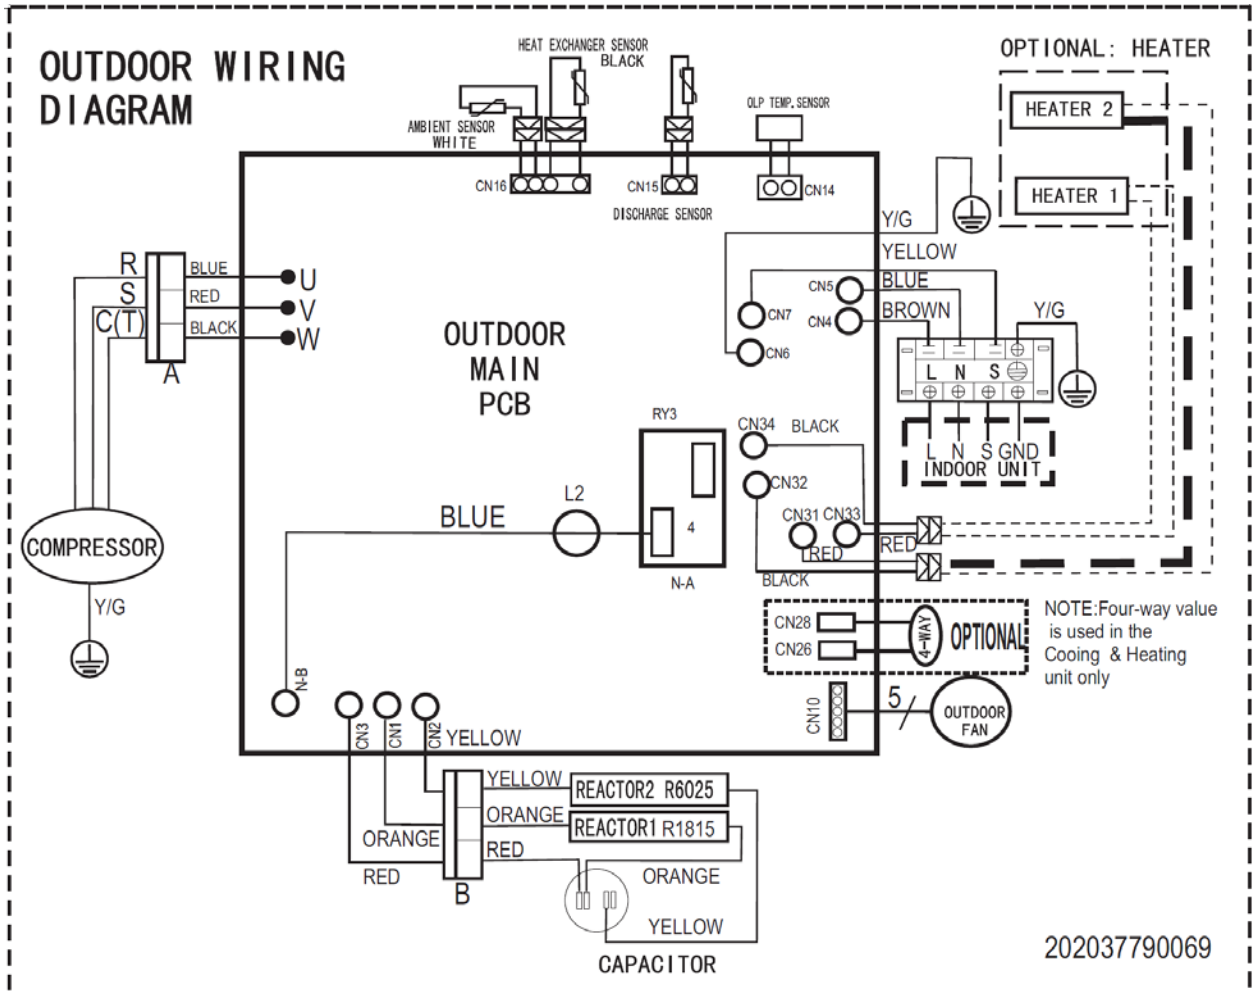 OUTDOOR WIRING
DIAGRAM
HEAT EXCHANGER SENSOR
BLACK
AMBIENT SENSOR
WHITE
OLP TEMP.SENSOR
OPTIONAL: HEATER
HEATER 2
HEATER 1
CN16
CN15
CN14
DISCHARGE SENSOR
Y/G
YELLOW
BLUE
BROWN
Y/G
CN5
CN4
CN7
CN6
R
S
C(T)
BLUE
RED
BLACK
U
V
W
A
OUTDOOR
MAIN
PCB
L N S
L N S GND
INDOOR UNIT
RY3
4
N-A
L2
BLUE
CN34
BLACK
CN32
CN31
CN33
RED
RED
BLACK
COMPRESSOR
Y/G
CN28
CN26
4-WAY
OPTIONAL
NOTE:Four-way value
is used in the
Cooing & Heating
unit only
CN10
5
OUTDOOR
FAN
N-B
CN3
CN1
CN2
YELLOW
YELLOW
REACTOR2 R6025
ORANGE
REACTOR1 R1815
ORANGE
RED
RED
B
ORANGE
YELLOW
CAPACITOR
202037790069